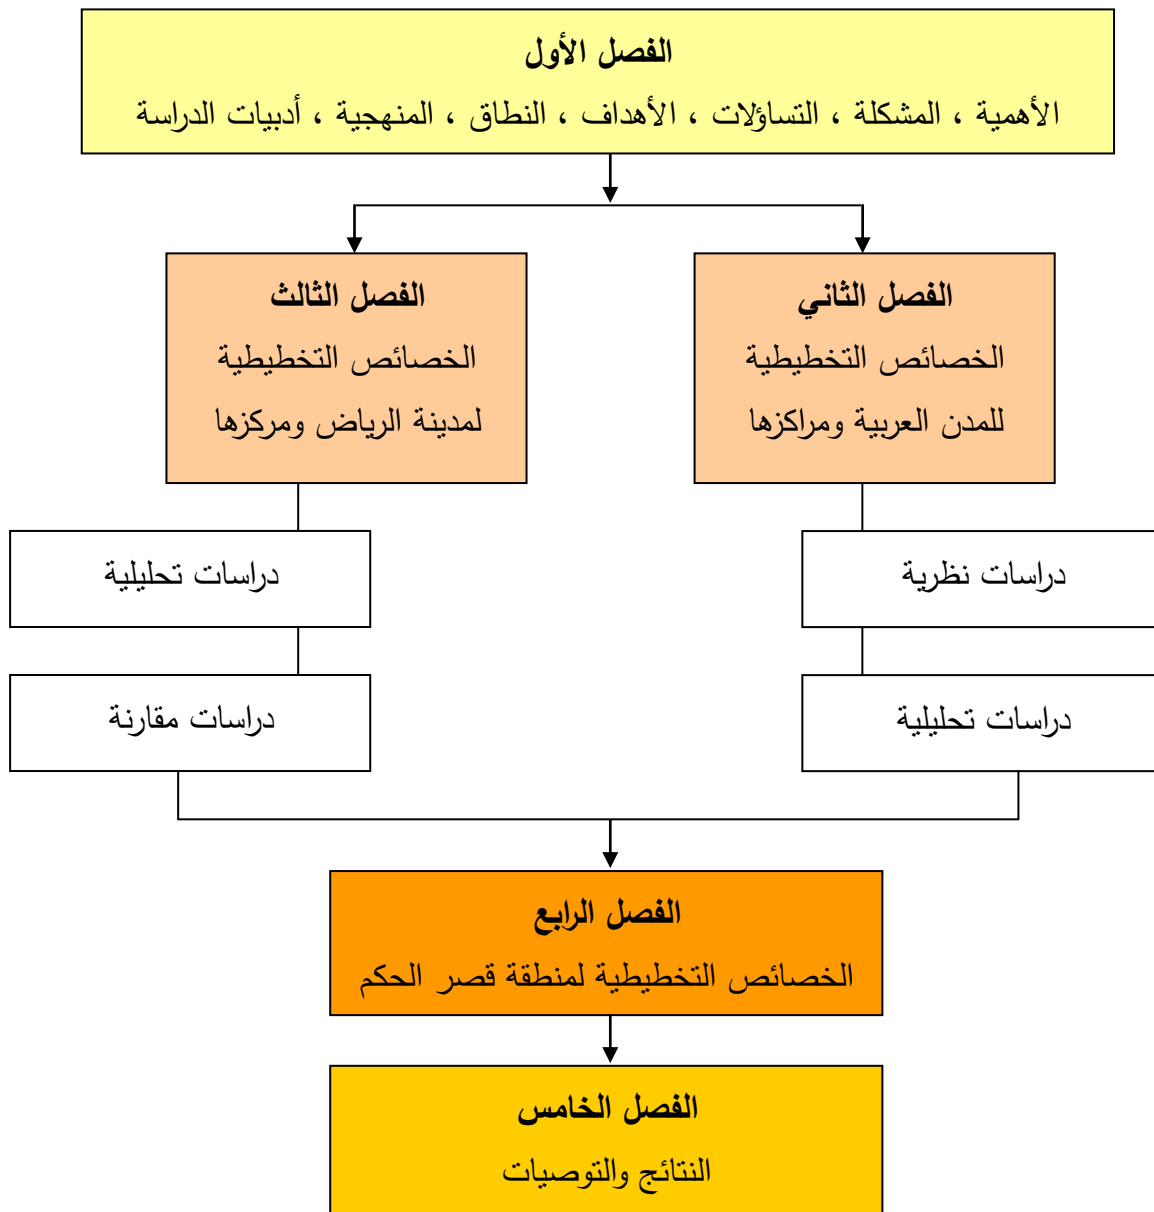 الفصل الأول
الأهمية ، المشكلة ، التساؤلات ، الأهداف ، النطاق ، المنهجية ، أدبيات الدراسة
الفصل الثاني
الخصائص التخطيطية
للمدن العربية ومراكزها
الفصل الثالث
الخصائص التخطيطية
لمدينة الرياض ومركزها
دراسات نظرية
دراسات تحليلية
دراسات تحليلية
دراسات مقارنة
الفصل الرابع
الخصائص التخطيطية لمنطقة قصر الحكم
الفصل الخامس
النتائج والتوصيات